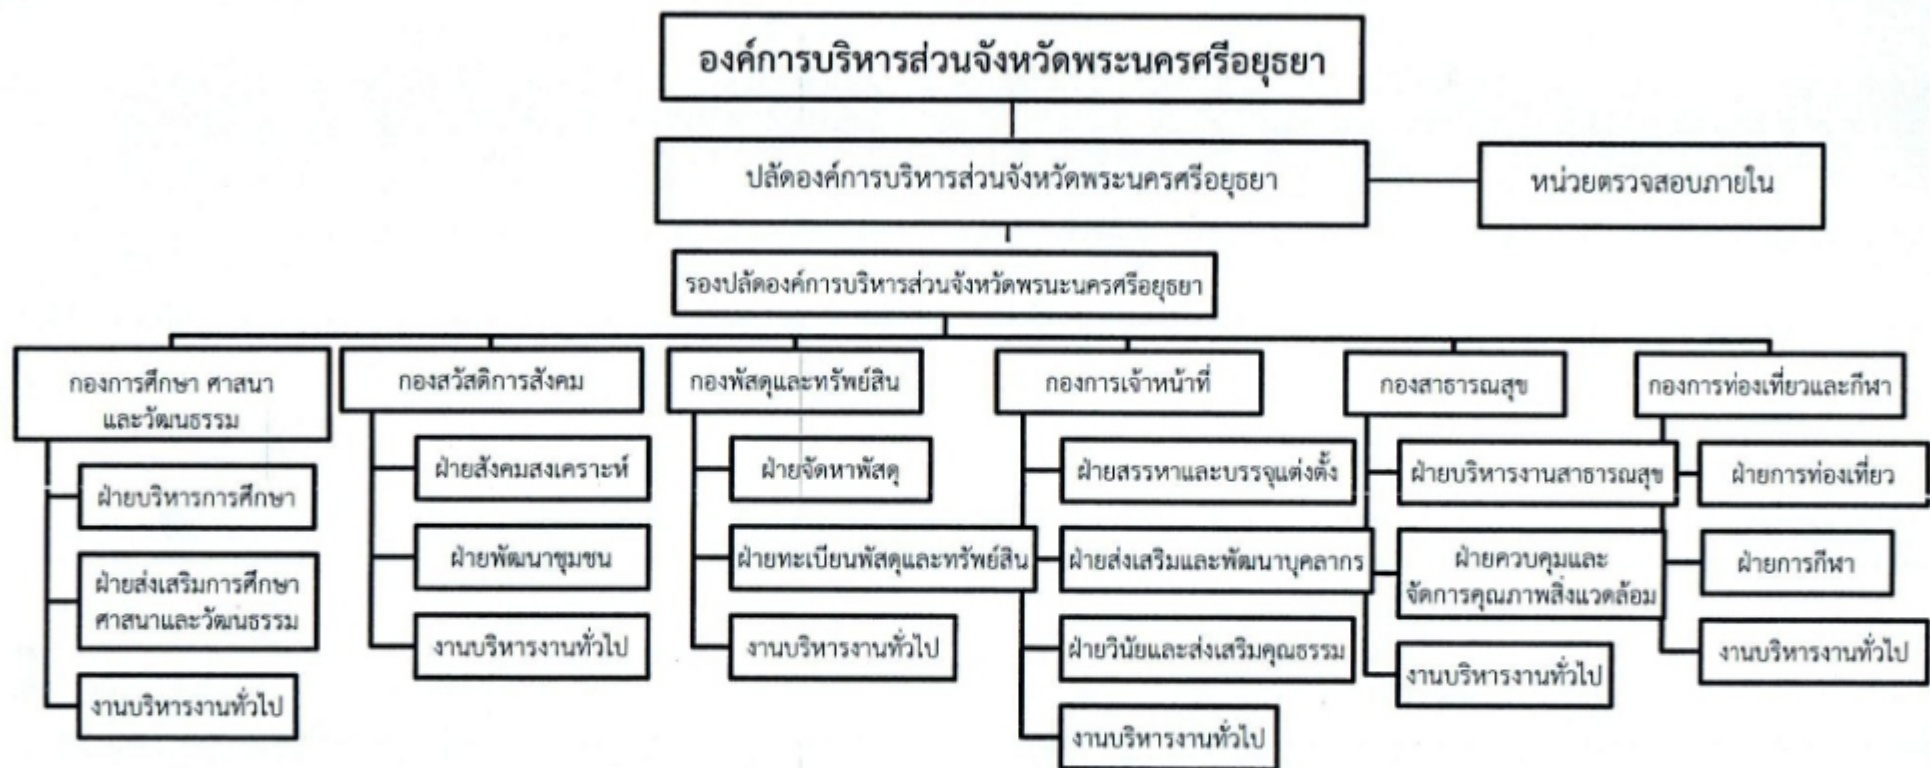 องค์การบริหารส่วนจังหวัดพระนครศรีอยุธยา
ปลัดองค์การบริหารส่วนจังหวัดพระนครศรีอยุธยา
หน่วยตรวจสอบภายใน
รองปลัดองค์การบริหารส่วนจังหวัดพรนะนครศรีอยุธยา
กองการศึกษา ศาสนา
และวัฒนธรรม
ฝ่ายบริหารการศึกษา
ฝ่ายส่งเสริมการศึกษา
ศาสนาและวัฒนธรรม
งานบริหารงานทั่วไป
กองสวัสดิการสังคม
ฝ่ายสังคมสงเคราะห์
ฝ่ายพัฒนาชุมชน
งานบริหารงานทั่วไป
กองพัสดุและทรัพย์สิน
ฝ่ายจัดหาพัสดุ
ฝ่ายทะเบียนพัสดุและทรัพย์สิน
งานบริหารงานทั่วไป
กองการเจ้าหน้าที่
ฝ่ายสรรหาและบรรจุแต่งตั้ง
ฝ่ายส่งเสริมและพัฒนาบุคลากร
ฝ่ายวินัยและส่งเสริมคุณธรรม
งานบริหารงานทั่วไป
กองสาธารณสุข
ฝ่ายบริหารงานสาธารณสุข
ฝ่ายควบคุมและ
จัดการคุณภาพสิ่งแวดล้อม
งานบริหารงานทั่วไป
กองการท่องเที่ยวและกีฬา
ฝ่ายการท่องเที่ยว
ฝ่ายการกีฬา
งานบริหารงานทั่วไป